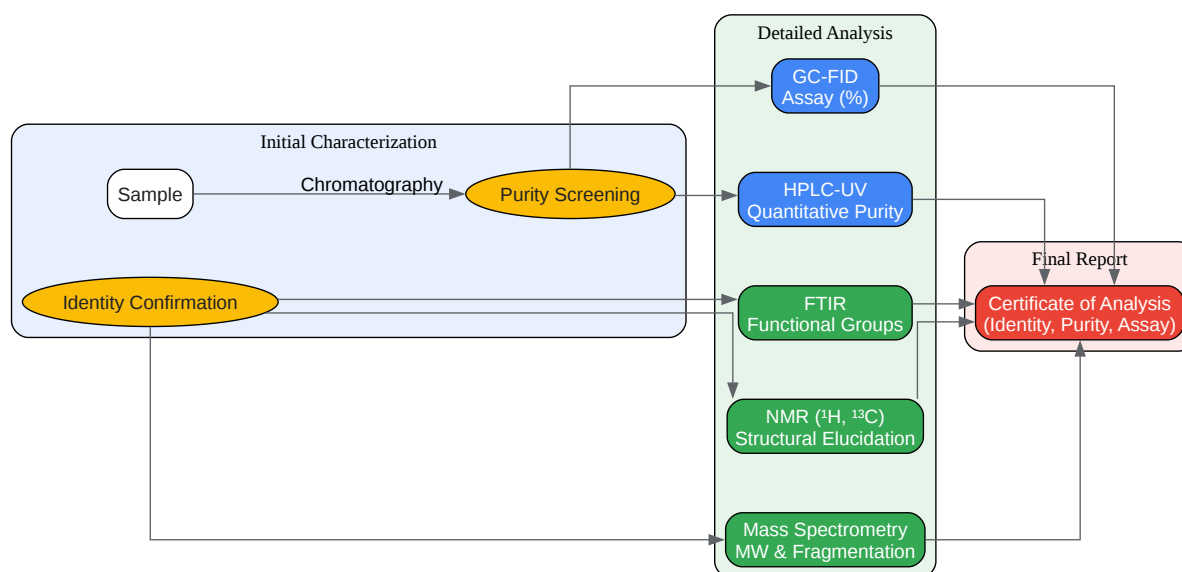 Detailed Analysis
GC-FID
Assay (%)
Initial Characterization
Sample
Chromatography
Purity Screening
HPLC-UV
Quantitative Purity
Final Report
Identity Confirmation
FTIR
Functional Groups
Certificate of Analysis
(Identity, Purity, Assay)
NMR (¹H, ¹³C)
Structural Elucidation
Mass Spectrometry
MW & Fragmentation